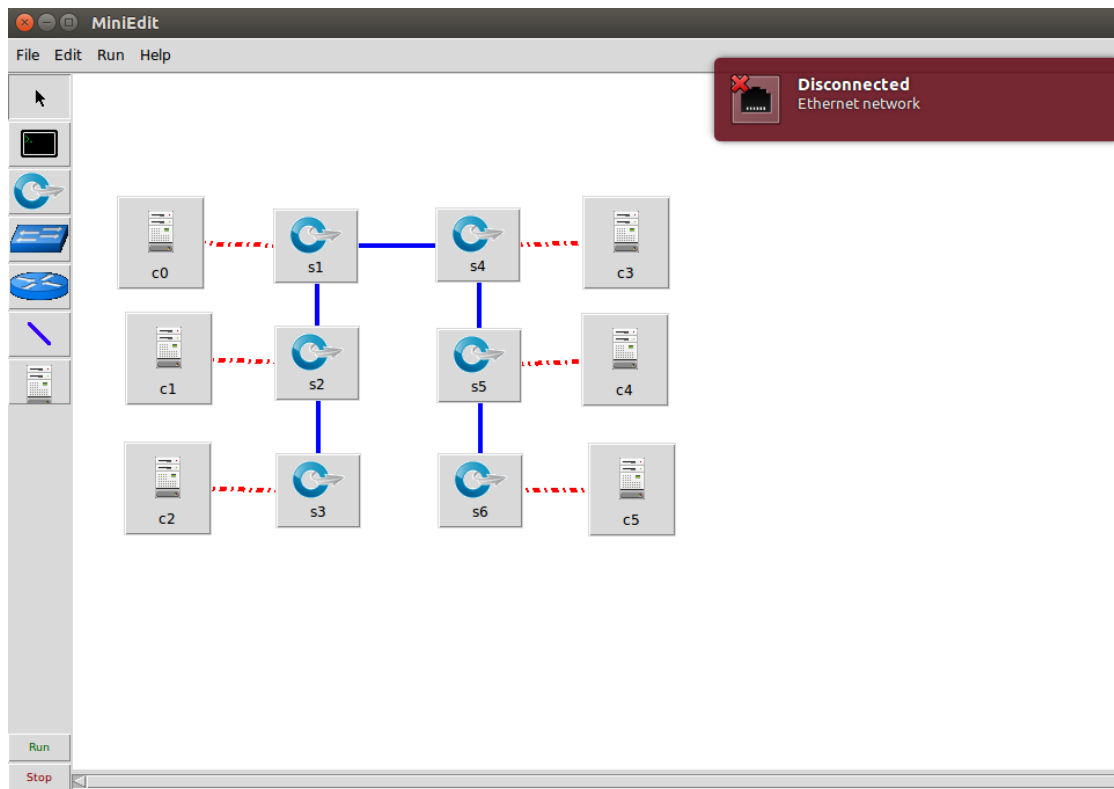 MiniEdit
File Edit Run Help
Disconnected
Ethernet network
c0
s1
s4
c3
c1
s2
s5
c4
c2
s3
s6
c5
Run
Stop